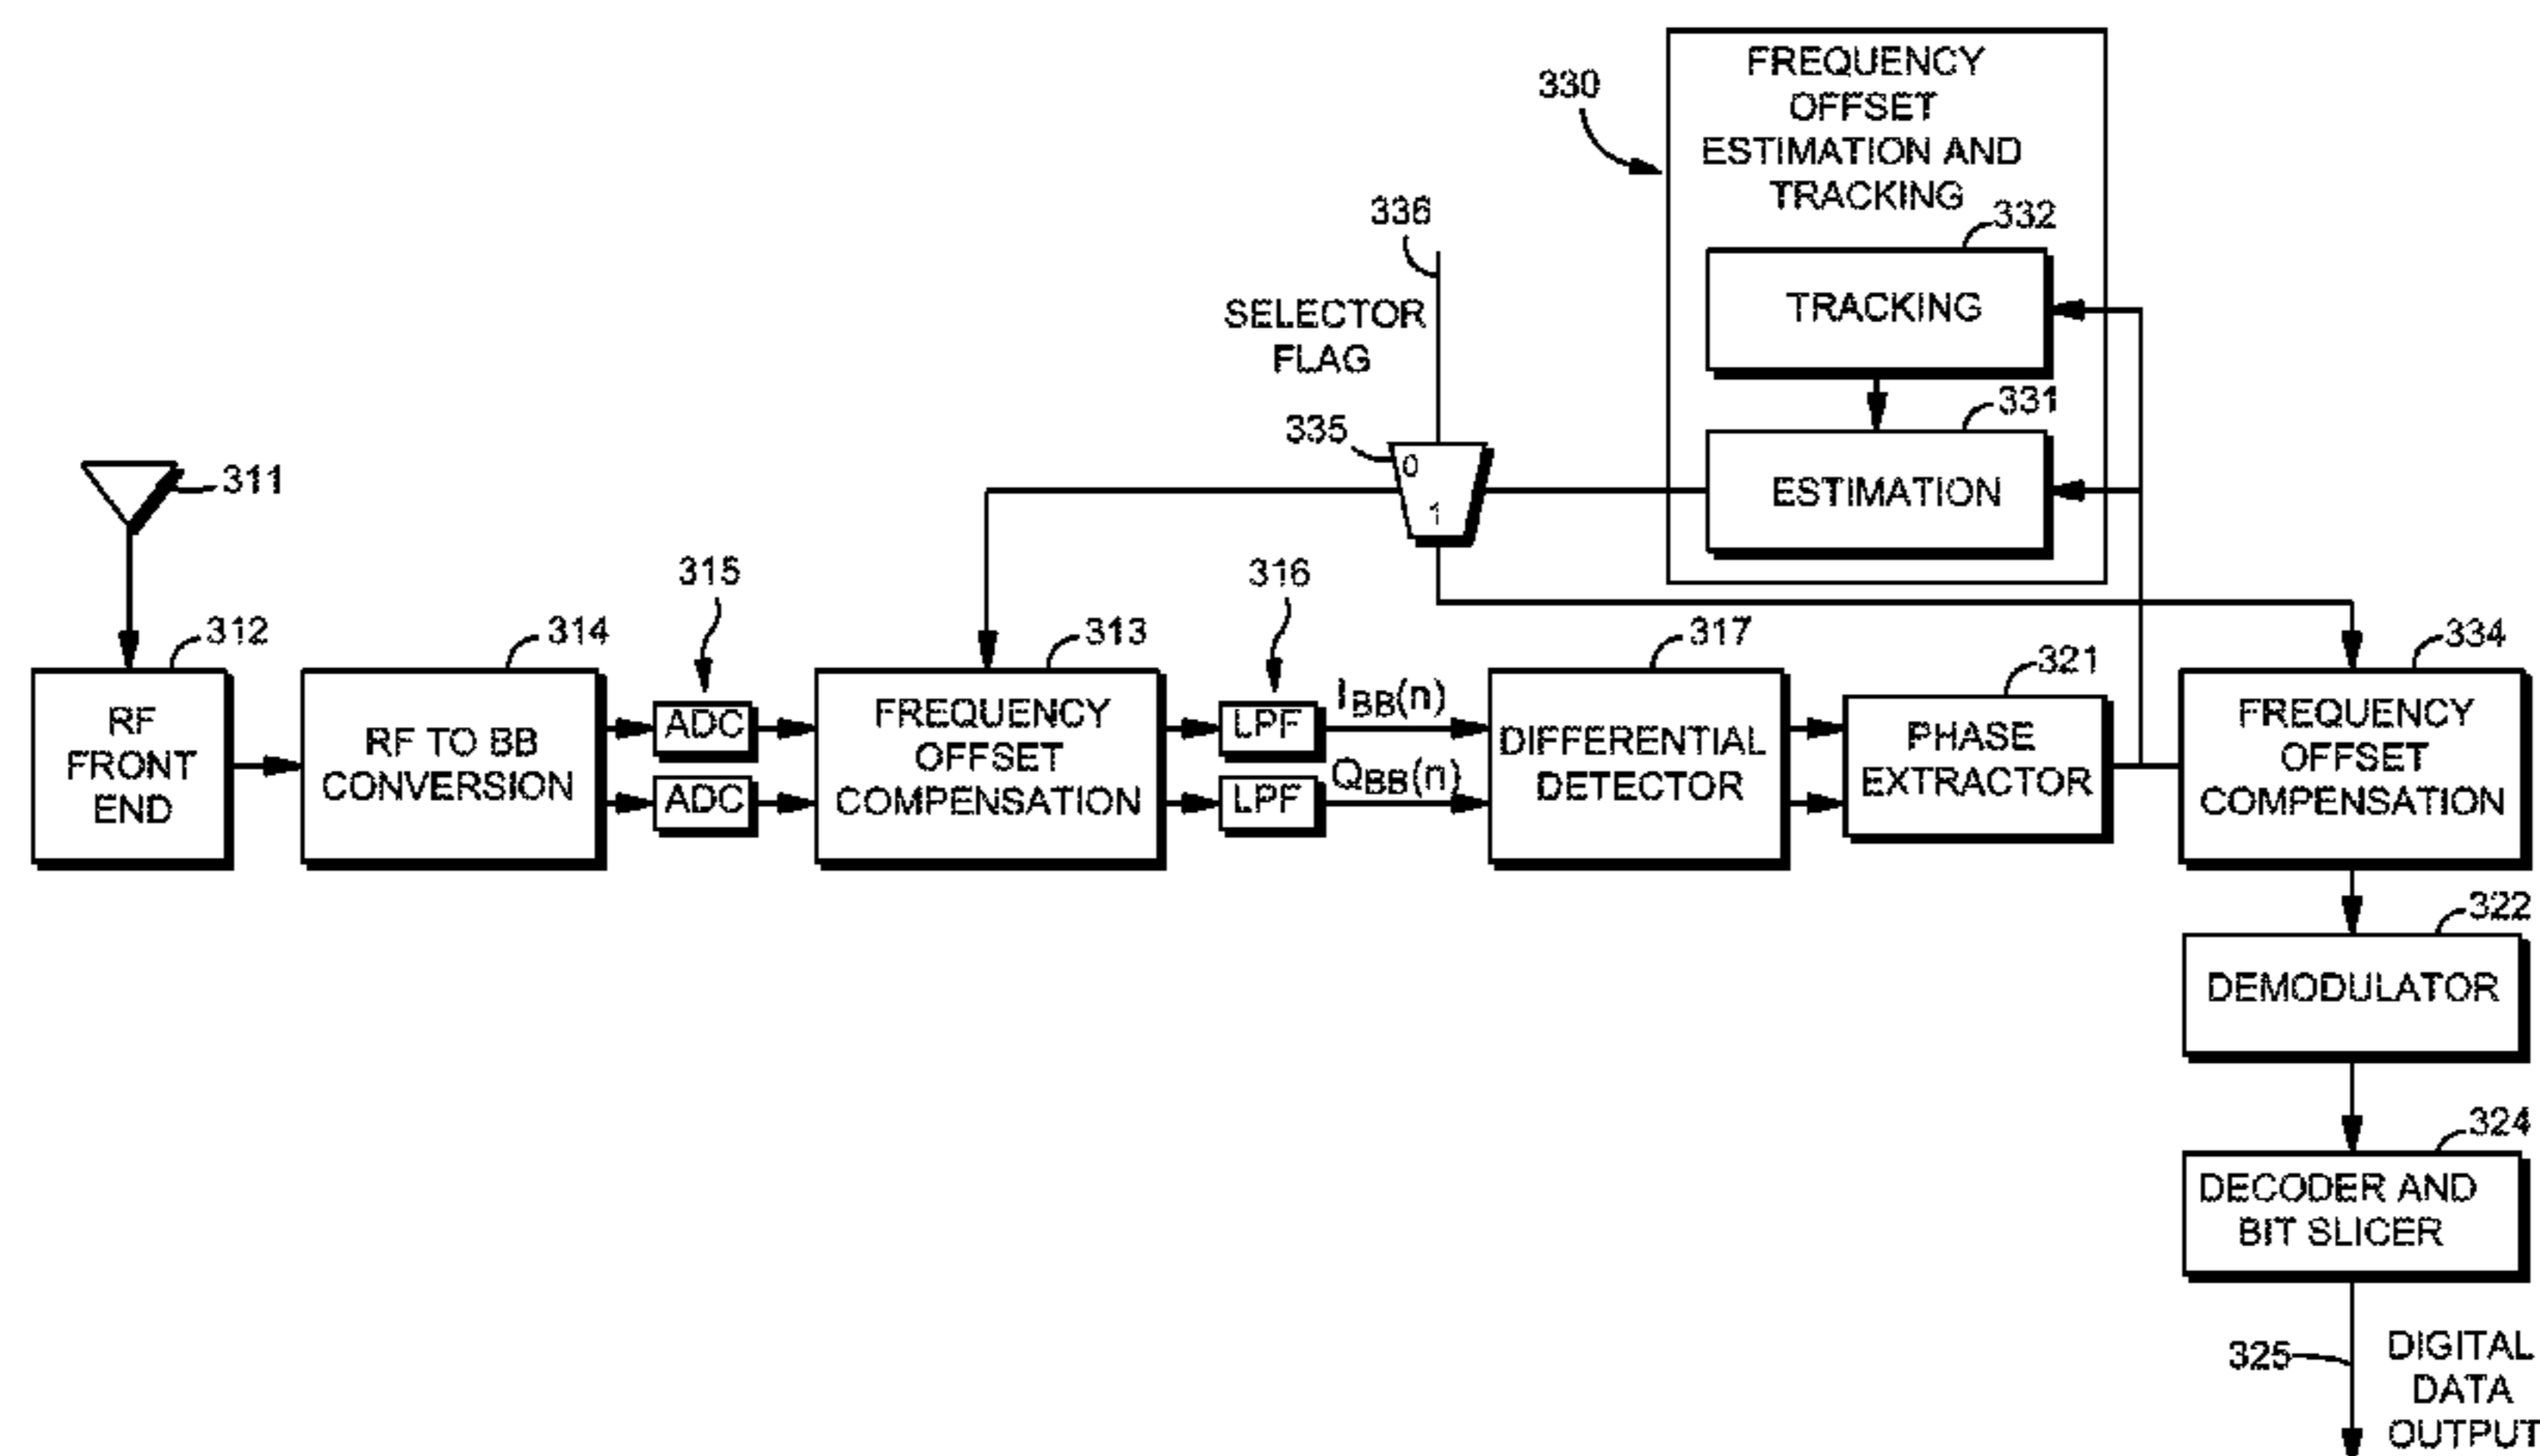 FREQUENCY
OFFSET
ESTIMATION AND
TRACKING
330
332
TRACKING
336
SELECTOR
FLAG
331
ESTIMATION
335
0
1
311
315
316
312
RF
FRONT
END
314
RF TO BB
CONVERSION
ADC
ADC
313
FREQUENCY
OFFSET
COMPENSATION
LPF
LPF
IBB(n)
QBB(n)
317
DIFFERENTIAL
DETECTOR
321
PHASE
EXTRACTOR
334
FREQUENCY
OFFSET
COMPENSATION
322
DEMODULATOR
324
DECODER AND
BIT SLICER
325
DIGITAL
DATA
OUTPUT